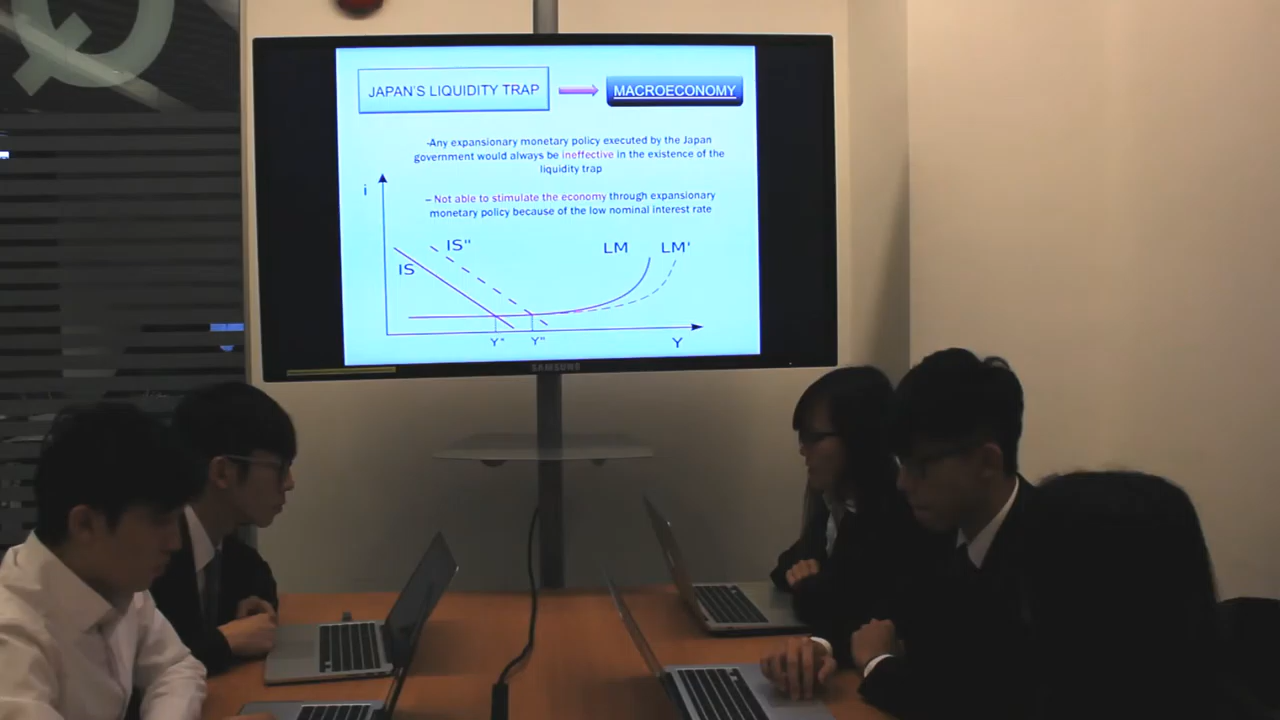 JAPAN'S LIQUIDITY TRAP
MACROECONOMY
-Any expansionary monetary policy executed by the Japan
government would always be ineffective in the existence of the
liquidity trap
– Not able to stimulate the economy through expansionary
monetary policy because of the low nominal interest rate
i
IS"
LM
LM'
IS
Y*
Y"
Y
SAMSUNG